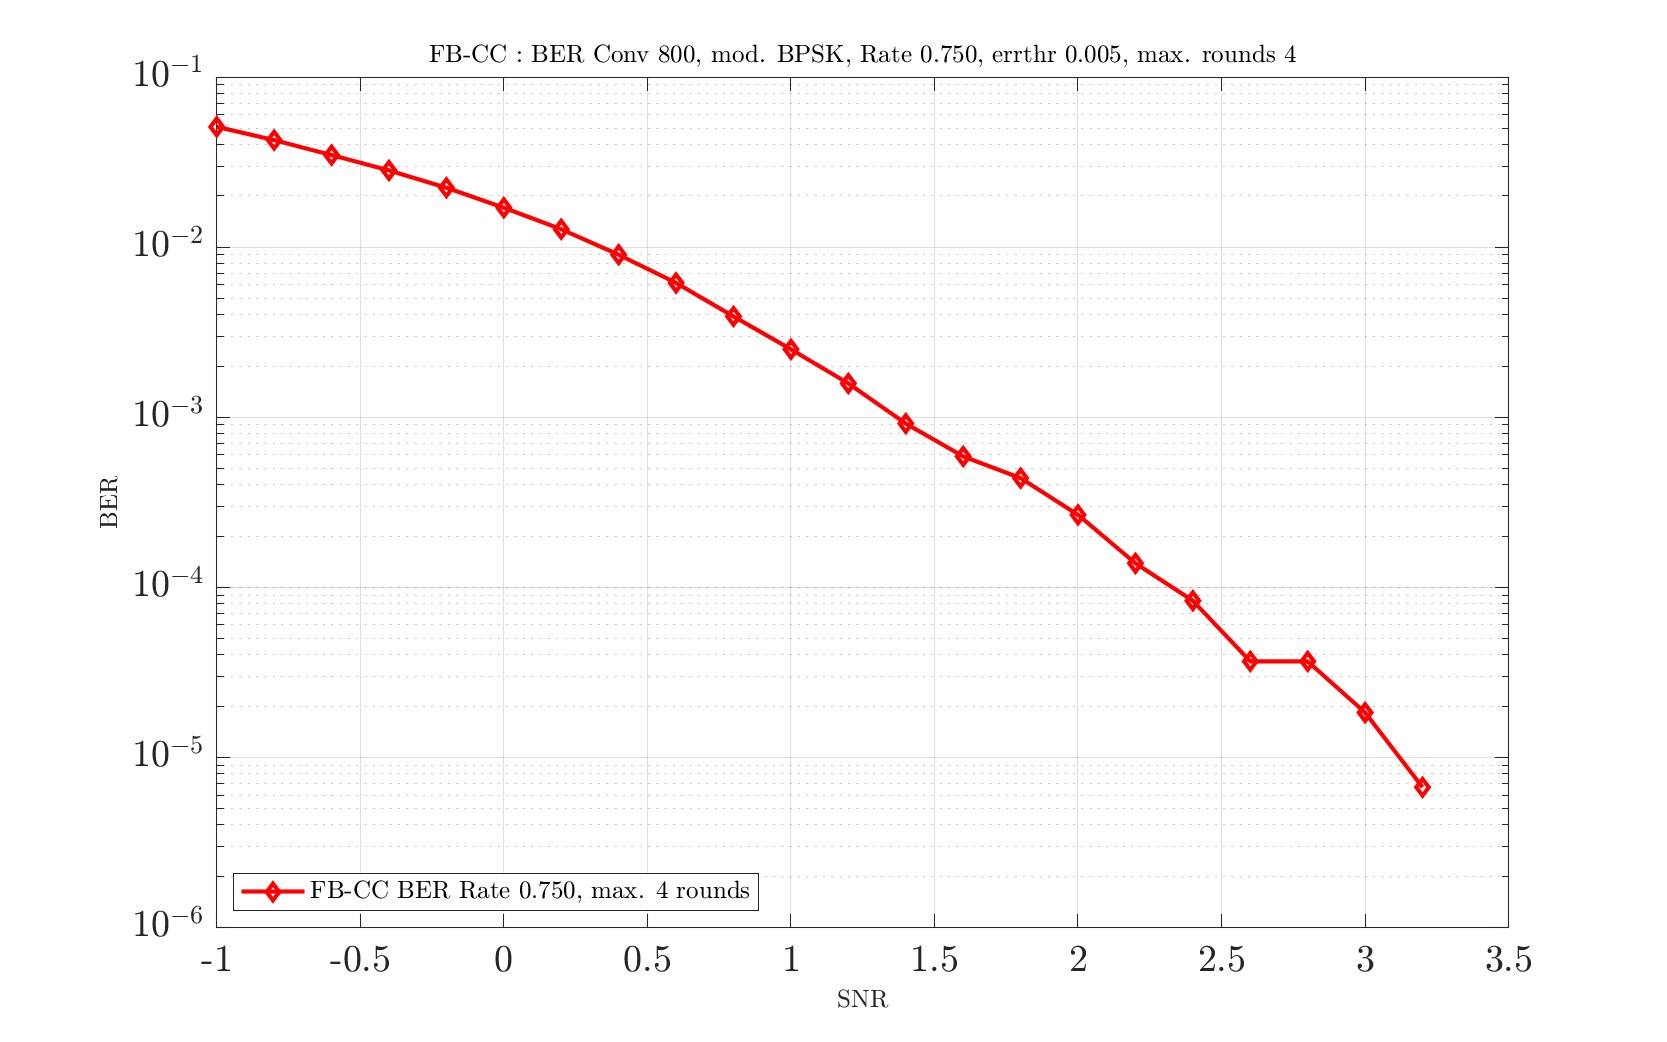 FB-CC : BER Conv 800, mod. BPSK, Rate 0.750, errthr 0.005, max. rounds 4
10^-1
10^-2
10^-3
10^-4
10^-5
10^-6
BER
FB-CC BER Rate 0.750, max. 4 rounds
-1 -0.5 0 0.5 1 1.5 2 2.5 3 3.5
SNR